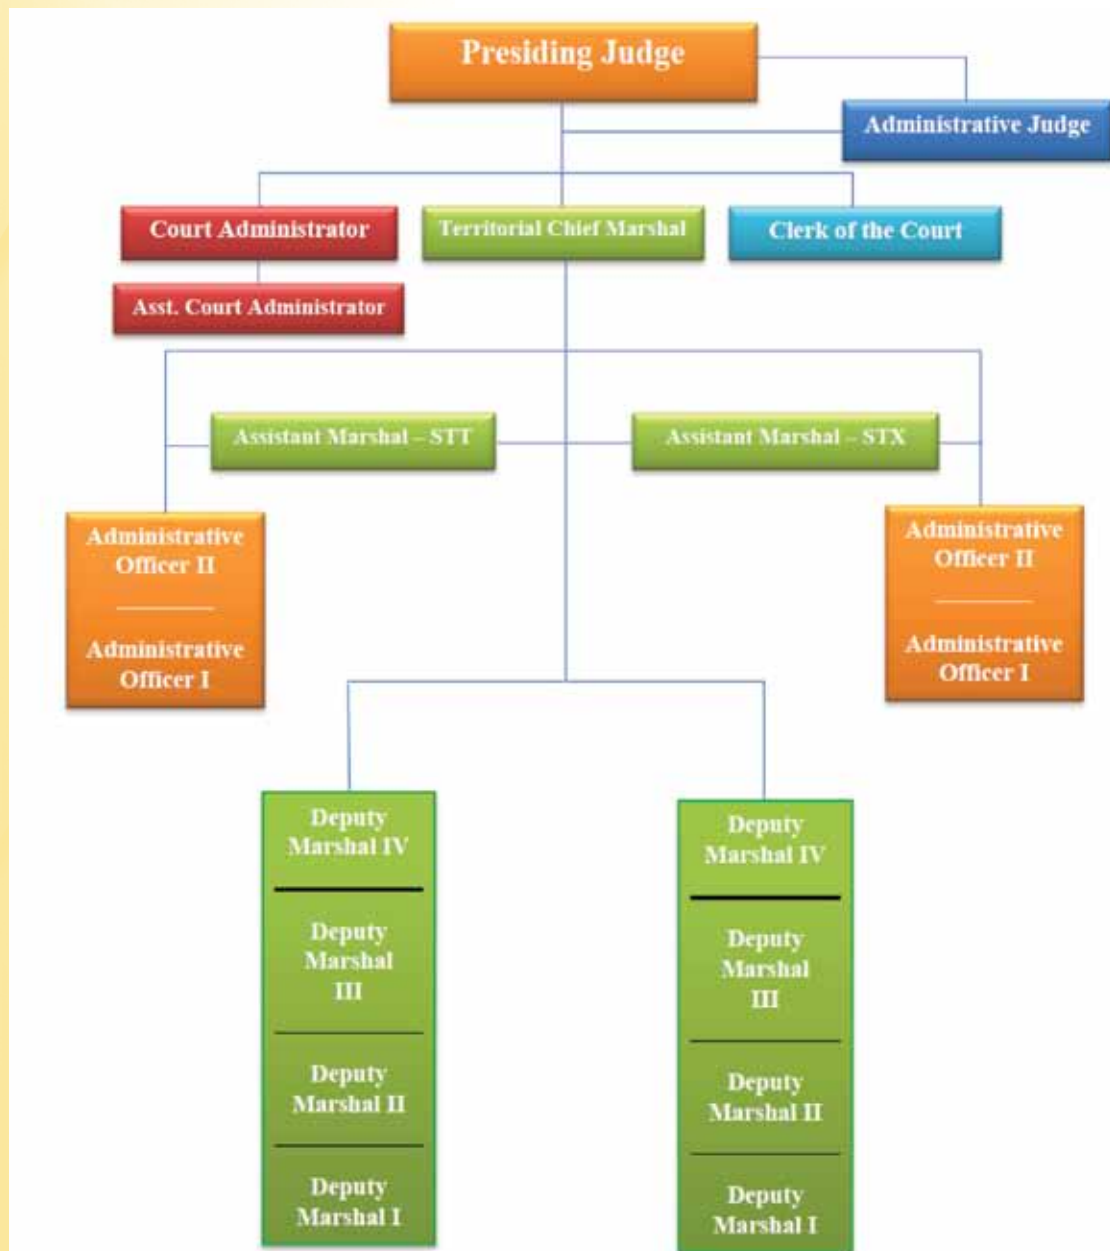 Presiding Judge
Administrative Judge
Court Administrator
Territorial Chief Marshal
Clerk of the Court
Asst. Court Administrator
Assistant Marshal – STT
Assistant Marshal – STX
Administrative
Officer II
Administrative
Officer I
Administrative
Officer II
Administrative
Officer I
Deputy
Marshal IV
Deputy
Marshal
III
Deputy
Marshal II
Deputy
Marshal I
Deputy
Marshal IV
Deputy
Marshal
III
Deputy
Marshal II
Deputy
Marshal I